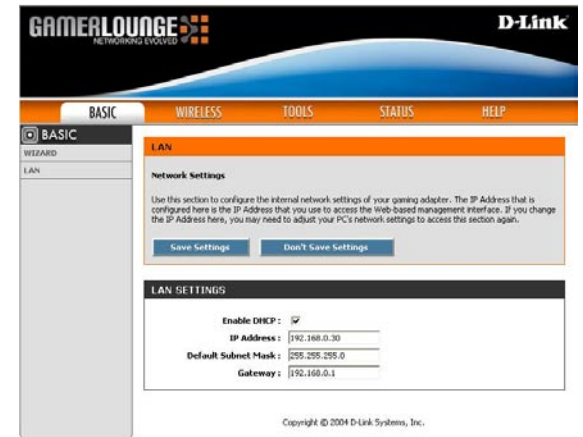 GAMERLOUNGE
NETWORKING EVOLVED
D-Link
BASIC WIRELESS TOOLS STATUS HELP
BASIC
WIZARD
LAN
LAN
Network Settings
Use this section to configure the internal network settings of your gaming adapter. The IP Address that is
configured here is the IP Address that you use to access the Web-based management interface. If you change
the IP Address here, you may need to adjust your PC's network settings to access this section again.
Save Settings Don't Save Settings
LAN SETTINGS
Enable DHCP :
IP Address : 192.168.0.30
Default Subnet Mask : 255.255.255.0
Gateway : 192.168.0.1
Copyright © 2004 D-Link Systems, Inc.